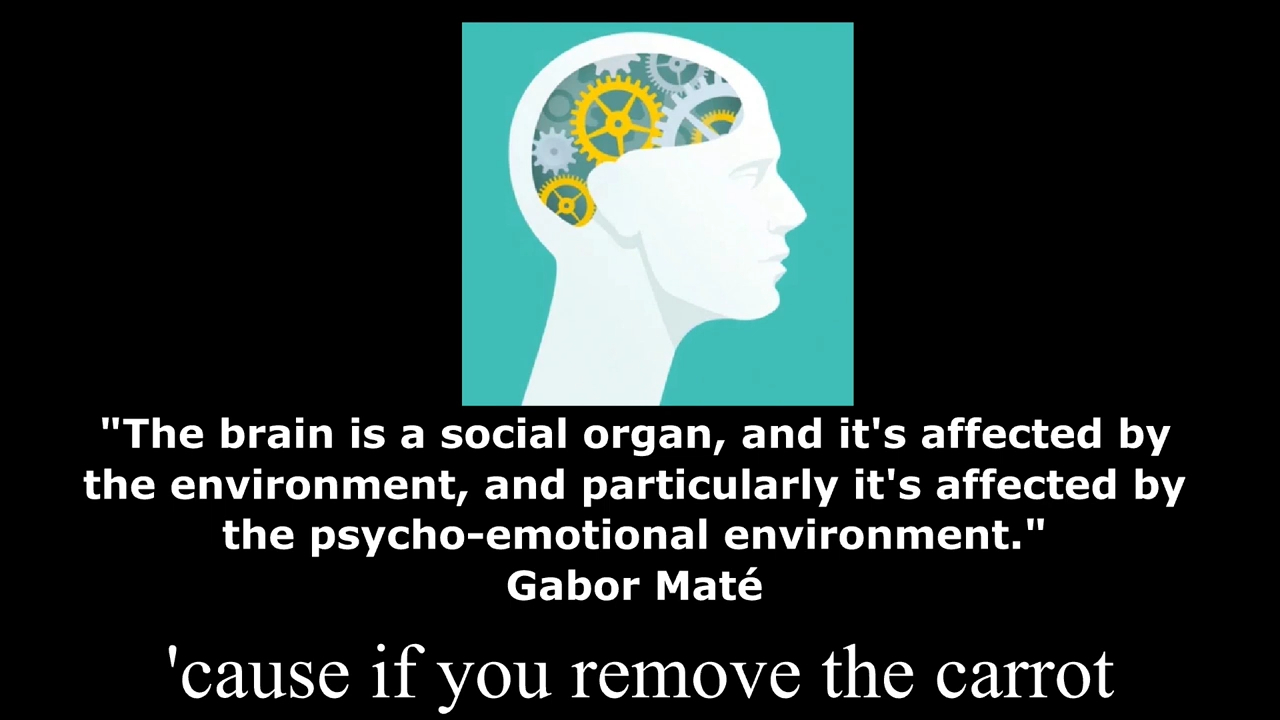 "The brain is a social organ, and it's affected by
the environment, and particularly it's affected by
the psycho-emotional environment."
Gabor Maté
'cause if you remove the carrot